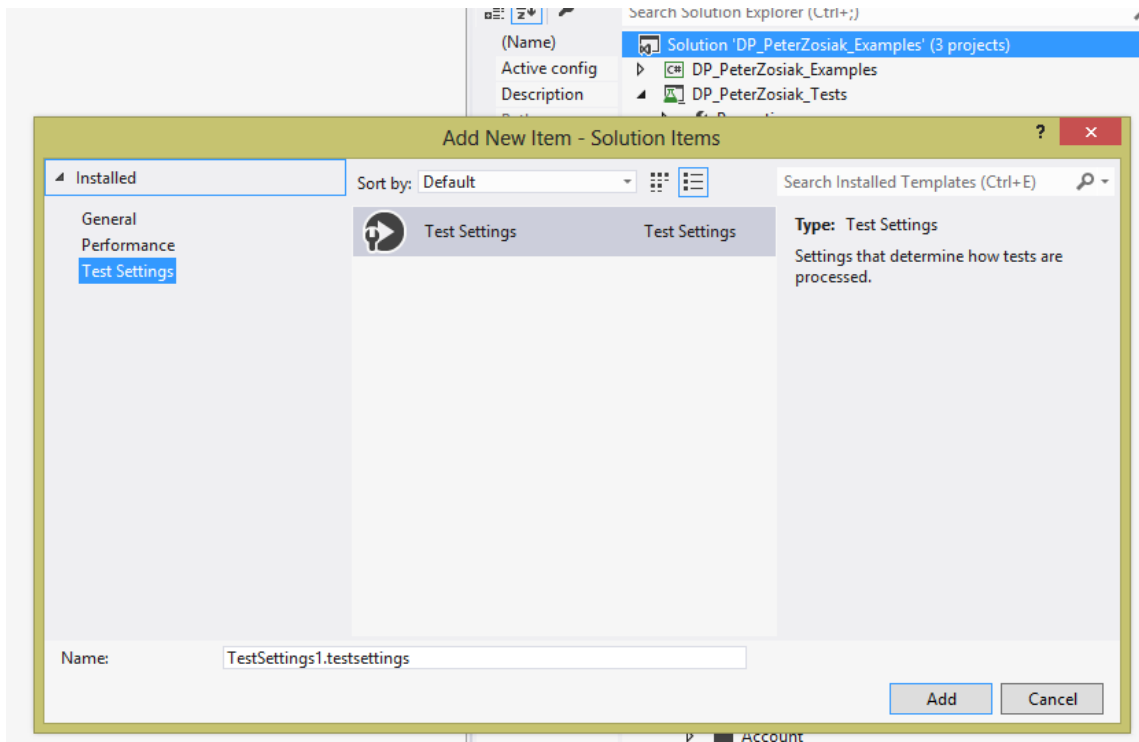 Search Solution Explorer (Ctrl+;)
(Name)
Solution 'DP_PeterZosiak_Examples' (3 projects)
Active config
C# DP_PeterZosiak_Examples
Description
DP_PeterZosiak_Tests
Add New Item - Solution Items
Installed
Sort by: Default
Search Installed Templates (Ctrl+E)
General
Performance
Test Settings
Test Settings Test Settings
Type: Test Settings
Settings that determine how tests are
processed.
Name: TestSettings1.testsettings
Add
Cancel
Account